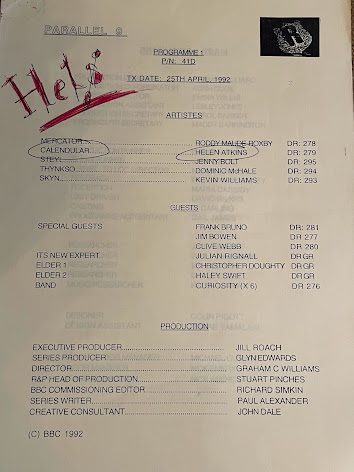 PARALLEL 9
R
PROGRAMME 1
P/N: 41D
Hels
TX DATE: 25TH APRIL, 1992
ARTISTES
MERCATOR RODDY MAUDE-ROXBY DR: 278
CALENDULAR HELEN ATKINS DR: 279
STEYL JENNY BOLT DR: 295
THYNKSO DOMINIC McHALE DR: 294
SKYN KEVIN WILLIAMS DR: 293
GUESTS
SPECIAL GUESTS FRANK BRUNO DR: 281
JIM BOWEN DR: 277
CLIVE WEBB DR 280
ITS NEW EXPERT JULIAN RIGNALL DR GR
ELDER 1 CHRISTOPHER DOUGHTY DR GR
ELDER 2 HALEY SWIFT DR GR
BAND CURIOSITY (X 6) DR 276
PRODUCTION
EXECUTIVE PRODUCER JILL ROACH
SERIES PRODUCER GLYN EDWARDS
DIRECTOR GRAHAM C WILLIAMS
R&P HEAD OF PRODUCTION STUART PINCHES
BBC COMMISSIONING EDITOR RICHARD SIMKIN
SERIES WRITER PAUL ALEXANDER
CREATIVE CONSULTANT JOHN DALE
(C) BBC 1992